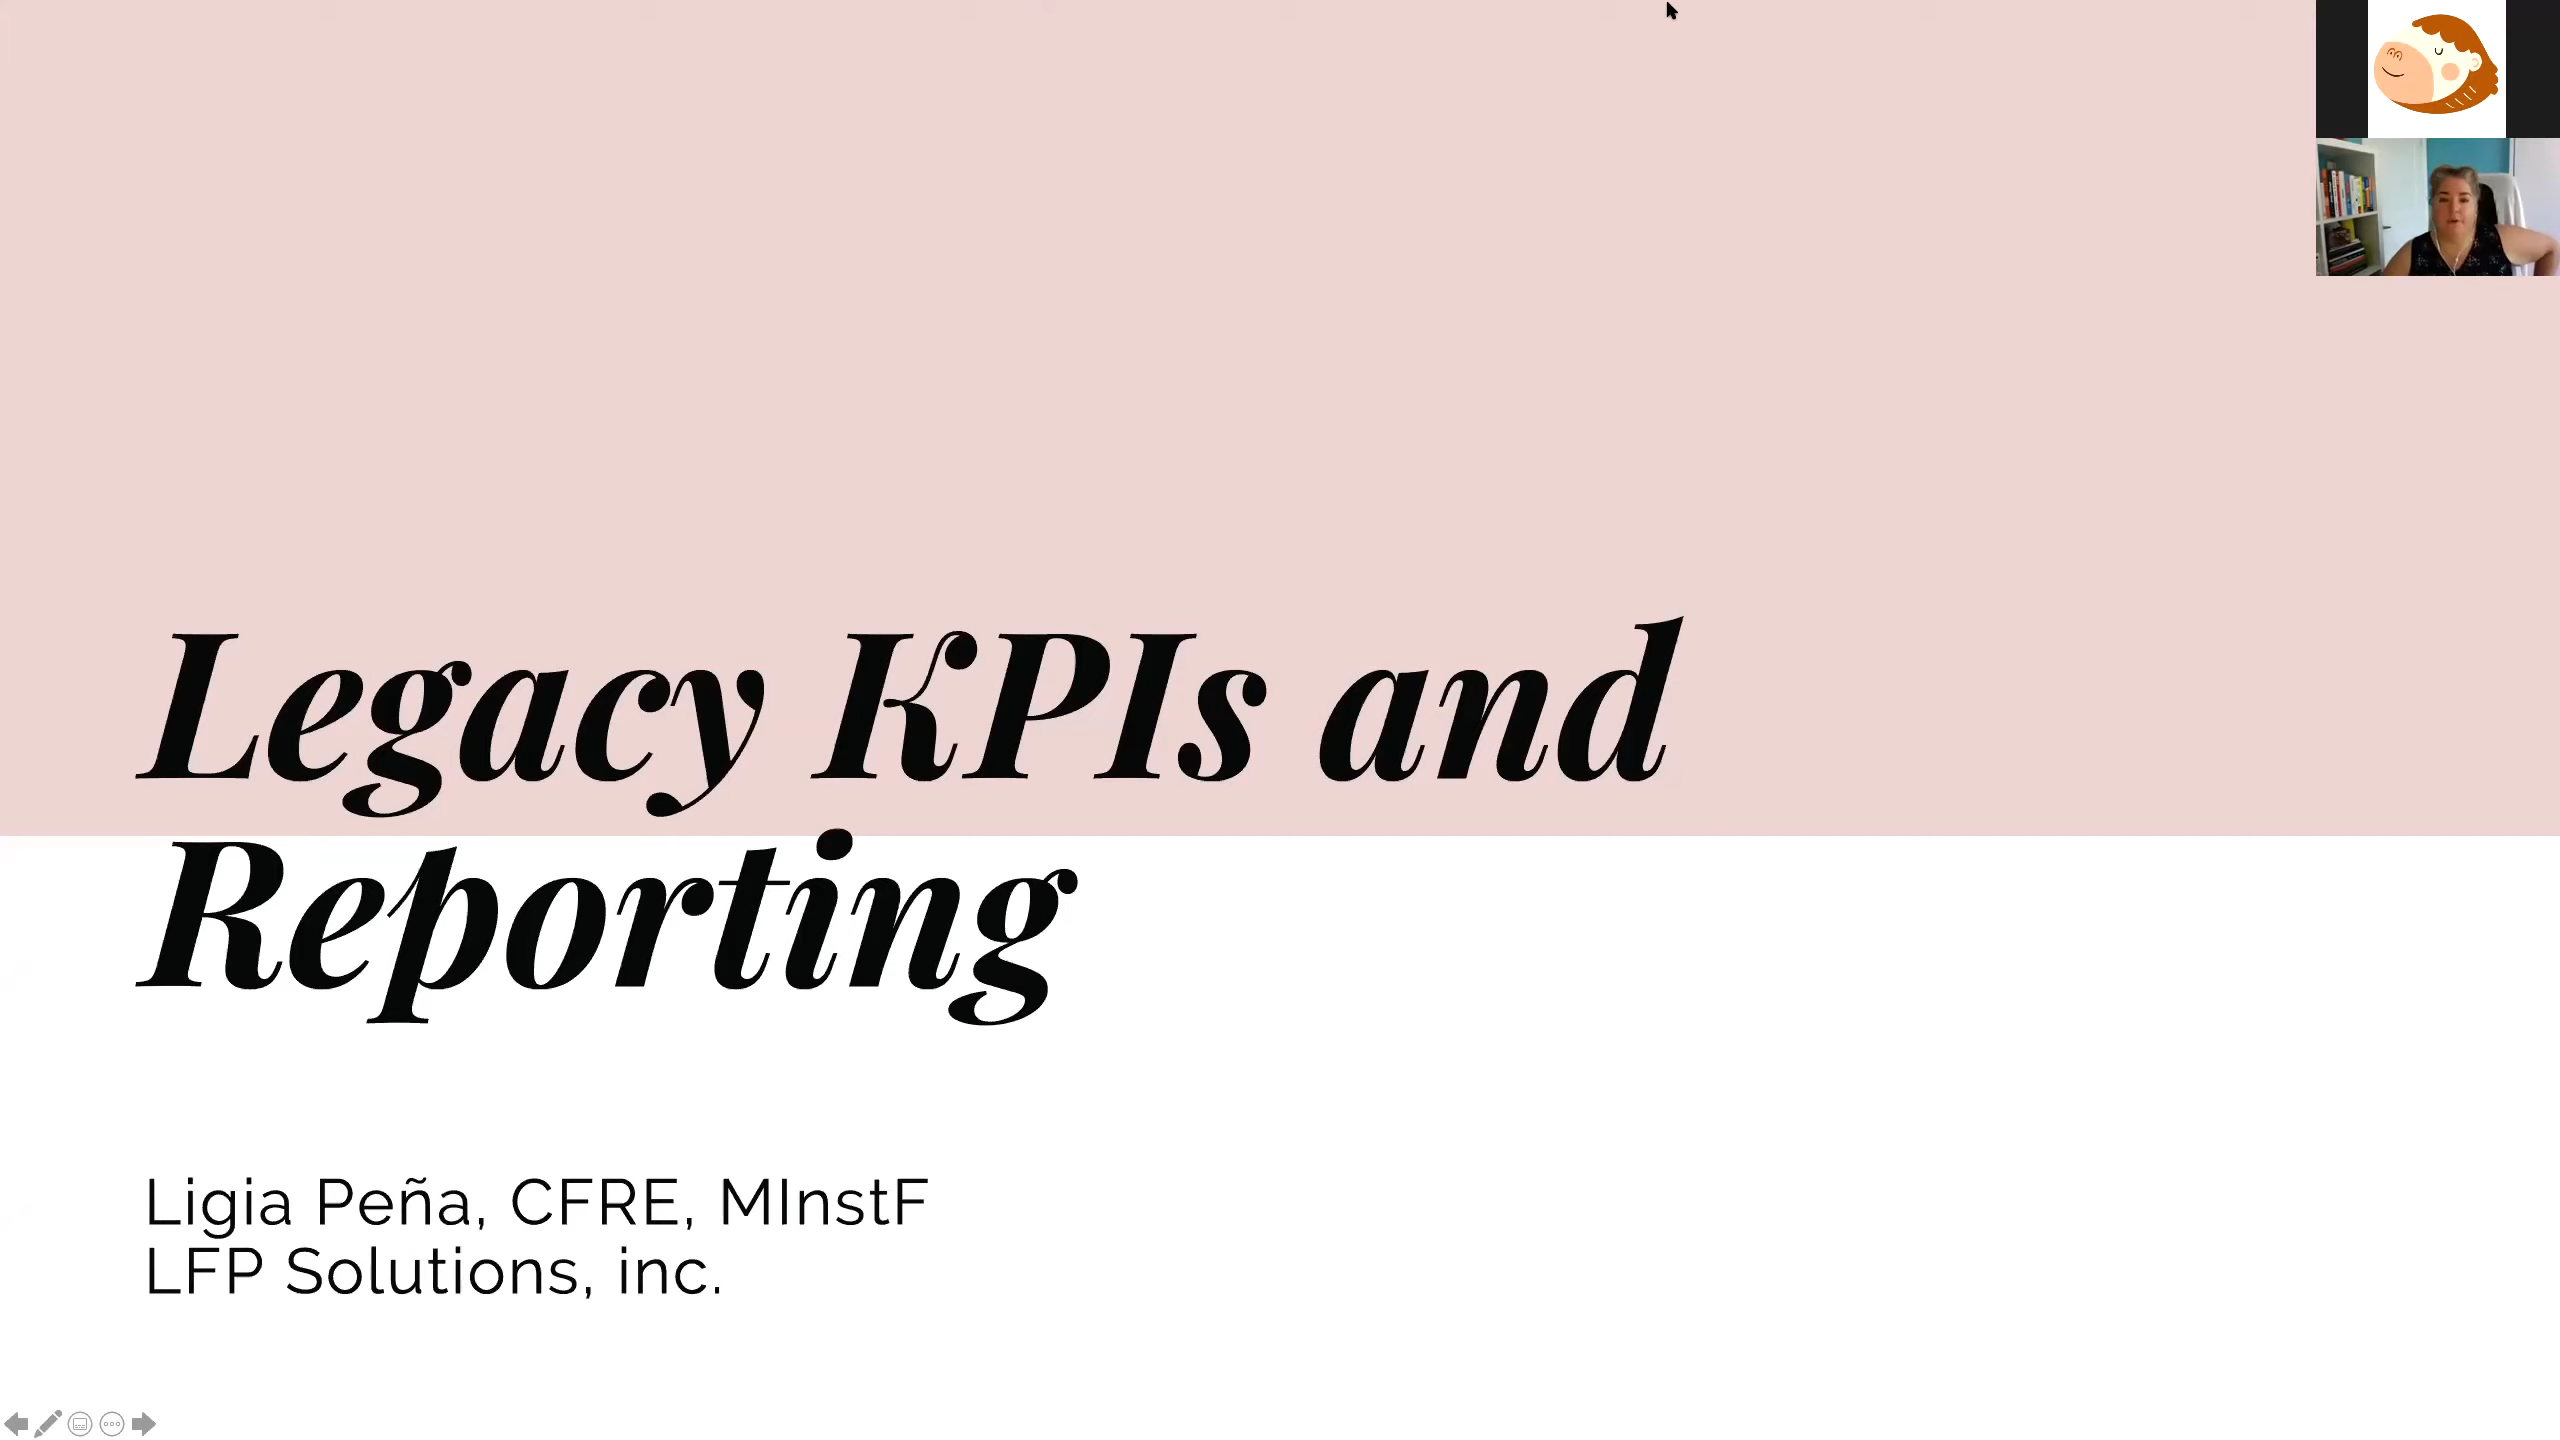 Legacy KPIs and
Reporting
Ligia Peña, CFRE, MInstF
LFP Solutions, inc.